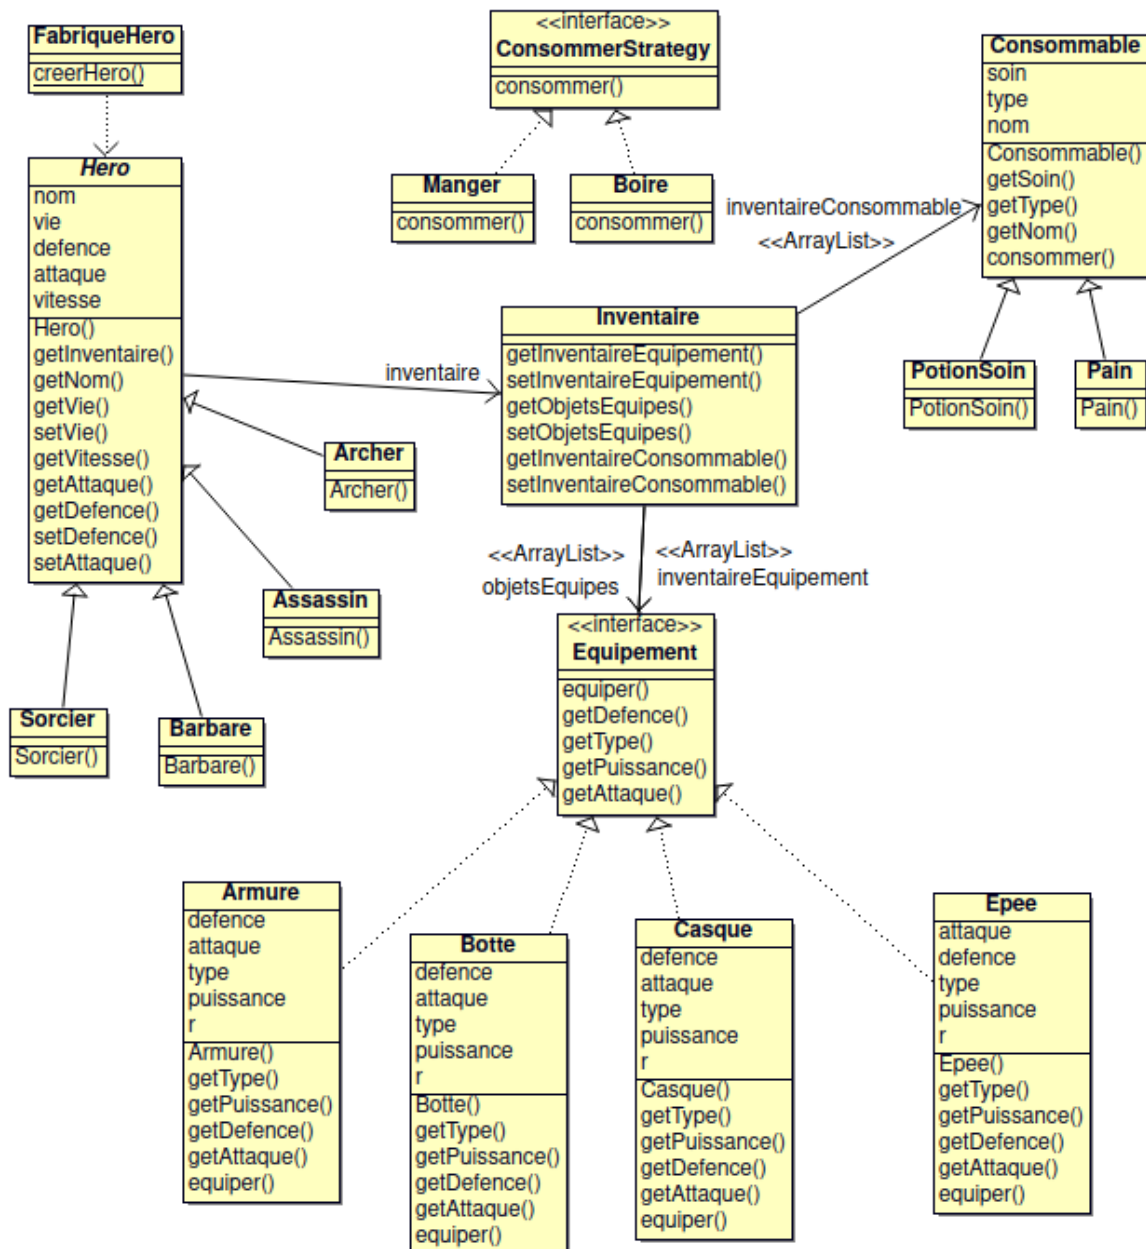 FabriqueHero
creerHero()
<<interface>>
ConsommerStrategy
consommer()
Consommable
soin
type
nom
Consommable()
getSoin()
getType()
getNom()
consommer()
Hero
nom
vie
defence
attaque
vitesse
Hero()
getInventaire()
getNom()
getVie()
setVie()
getVitesse()
getAttaque()
getDefence()
setDefence()
setAttaque()
Manger
consommer()
Boire
consommer()
inventaireConsommable
<<ArrayList>>
inventaire
Inventaire
getInventaireEquipement()
setInventaireEquipement()
getObjetsEquipes()
setObjetsEquipes()
getInventaireConsommable()
setInventaireConsommable()
PotionSoin
PotionSoin()
Pain
Pain()
Archer
Archer()
Assassin
Assassin()
Sorcier
Sorcier()
Barbare
Barbare()
<<ArrayList>>
objetsEquipes
<<ArrayList>>
inventaireEquipement
<<interface>>
Equipement
equiper()
getDefence()
getType()
getPuissance()
getAttaque()
Armure
defence
attaque
type
puissance
r
Armure()
getType()
getPuissance()
getDefence()
getAttaque()
equiper()
Botte
defence
attaque
type
puissance
r
Botte()
getType()
getPuissance()
getDefence()
getAttaque()
equiper()
Casque
defence
attaque
type
puissance
r
Casque()
getType()
getPuissance()
getDefence()
getAttaque()
equiper()
Epee
attaque
defence
type
puissance
r
Epee()
getType()
getPuissance()
getDefence()
getAttaque()
equiper()